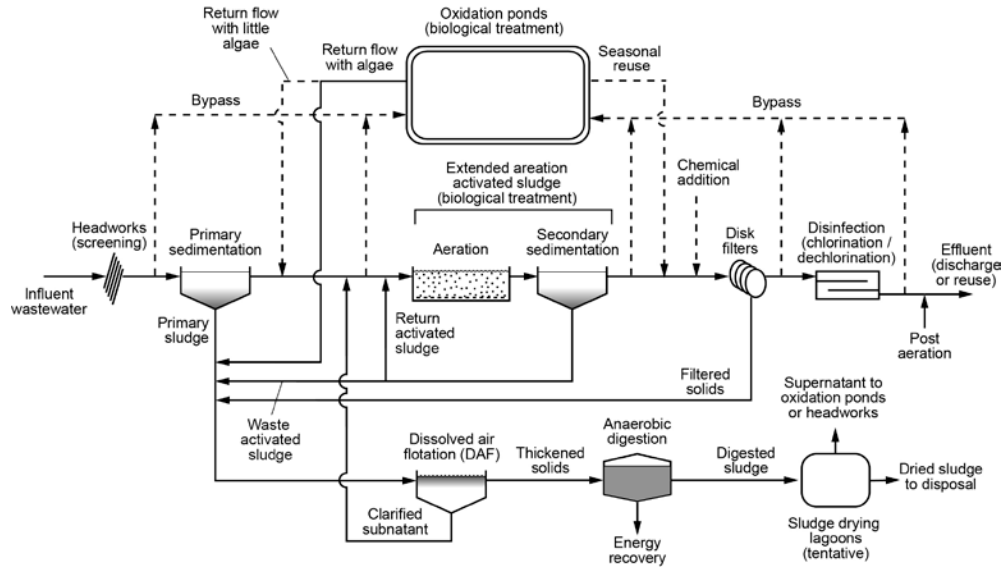 Return flow
with little
algae
Return flow
with algae
Oxidation ponds
(biological treatment)
Seasonal
reuse
Bypass
Bypass
Extended areation
activated sludge
(biological treatment)
Chemical
addition
Headworks
(screening)
Primary
sedimentation
Aeration
Secondary
sedimentation
Disk
filters
Disinfection
(chlorination /
dechlorination)
Effluent
(discharge
or reuse)
Influent
wastewater
Primary
sludge
Return
activated
sludge
Post
aeration
Filtered
solids
Waste
activated
sludge
Supernatant to
oxidation ponds
or headworks
Dissolved air
flotation (DAF)
Thickened
solids
Anaerobic
digestion
Digested
sludge
Dried sludge
to disposal
Clarified
subnatant
Energy
recovery
Sludge drying
lagoons
(tentative)